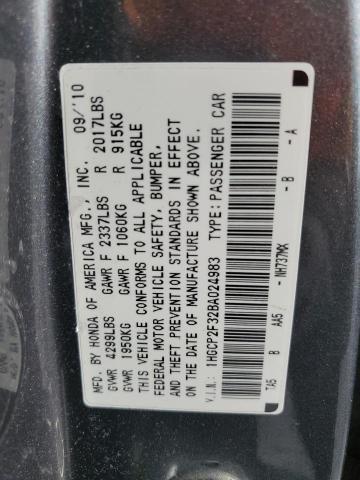 MFD. BY HONDA OF AMERICA MFG., INC. 09/'10
GVWR 4299LBS GAWR F 2337LBS R 2017LBS
GVWR 1950KG GAWR F 1060KG R 915KG
THIS VEHICLE CONFORMS TO ALL APPLICABLE
FEDERAL MOTOR VEHICLE SAFETY, BUMPER,
AND THEFT PREVENTION STANDARDS IN EFFECT
ON THE DATE OF MANUFACTURE SHOWN ABOVE.
V.I.N.: 1HGCP2F32BA024983 TYPE: PASSENGER CAR
TA5 B AA5/ - NH737MX - B - A